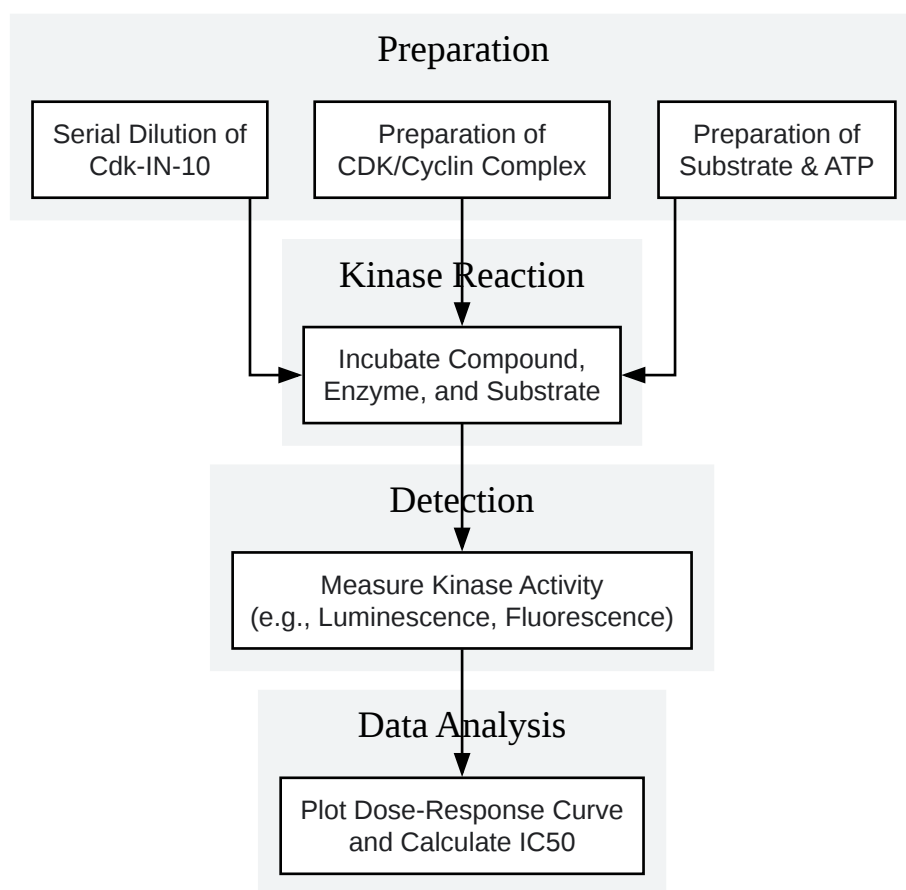 Preparation
Serial Dilution of
Cdk-IN-10
Preparation of
CDK/Cyclin Complex
Preparation of
Substrate & ATP
Kinase Reaction
Incubate Compound,
Enzyme, and Substrate
Detection
Measure Kinase Activity
(e.g., Luminescence, Fluorescence)
Data Analysis
Plot Dose-Response Curve
and Calculate IC50